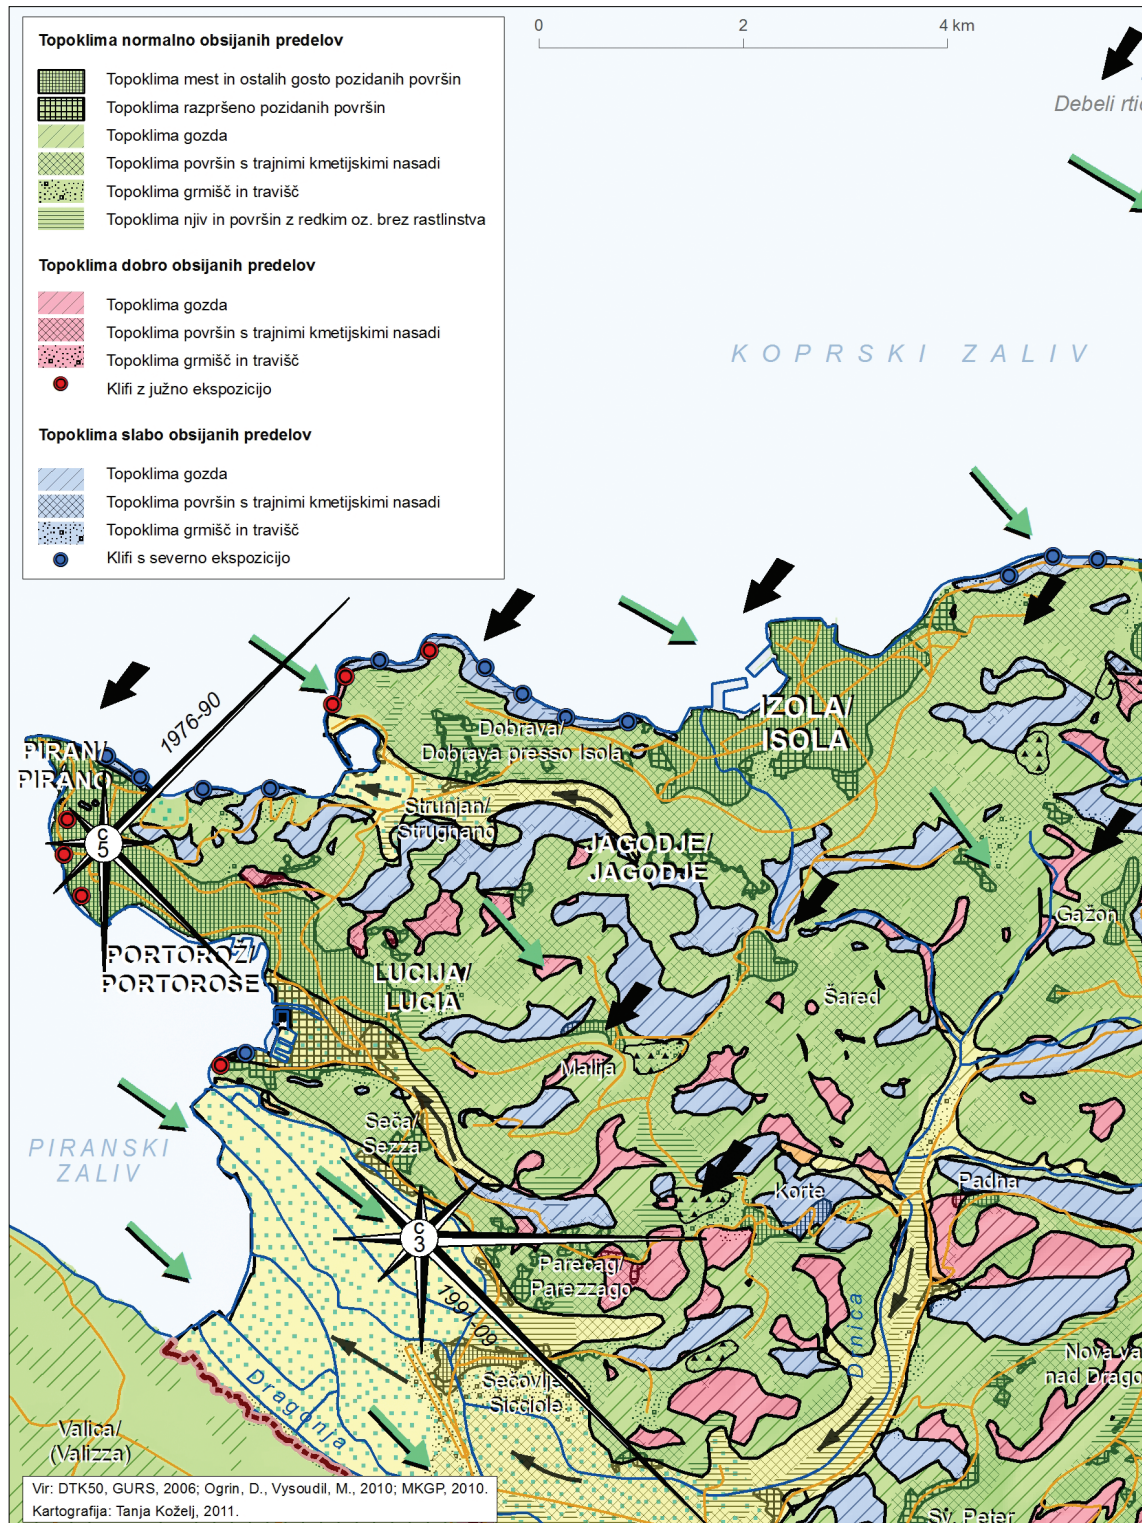 Topoklima normalno obsijanih predelov
Topoklima mest in ostalih gosto pozidanih površin
Topoklima razpršeno pozidanih površin
Topoklima gozda
Topoklima površin s trajnimi kmetijskimi nasadi
Topoklima grmišč in travišč
Topoklima njiv in površin z redkim oz. brez rastlinstva
Topoklima dobro obsijanih predelov
Topoklima gozda
Topoklima površin s trajnimi kmetijskimi nasadi
Topoklima grmišč in travišč
Klifi z južno ekspozicijo
Topoklima slabo obsijanih predelov
Topoklima gozda
Topoklima površin s trajnimi kmetijskimi nasadi
Topoklima grmišč in travišč
Klifi s severno ekspozicijo
0 2 4 km
Debeli rtič
KOPRSKI ZALIV
1976-90
PIRAN/
PIRANO
C
5
Dobrava/
Dobrava presso Isola
IZOLA/
ISOLA
Strunjan/
Strugnano
JAGODJE/
JAGODJE
Gažon
PORTOROŽ/
PORTOROSE
LUCIJA/
LUCIA
Šared
Malija
Seča/
Sezza
PIRANSKI
ZALIV
Korte
Padna
C
3
Parecag/
Parezzago
1991-09
Drnica
Nova va
nad Drago
Sečovlje
Sicciole
Dragonja
Valica/
(Valizza)
Sv. Peter
Vir: DTK50, GURS, 2006; Ogrin, D., Vysoudil, M., 2010; MKGP, 2010.
Kartografija: Tanja Koželj, 2011.